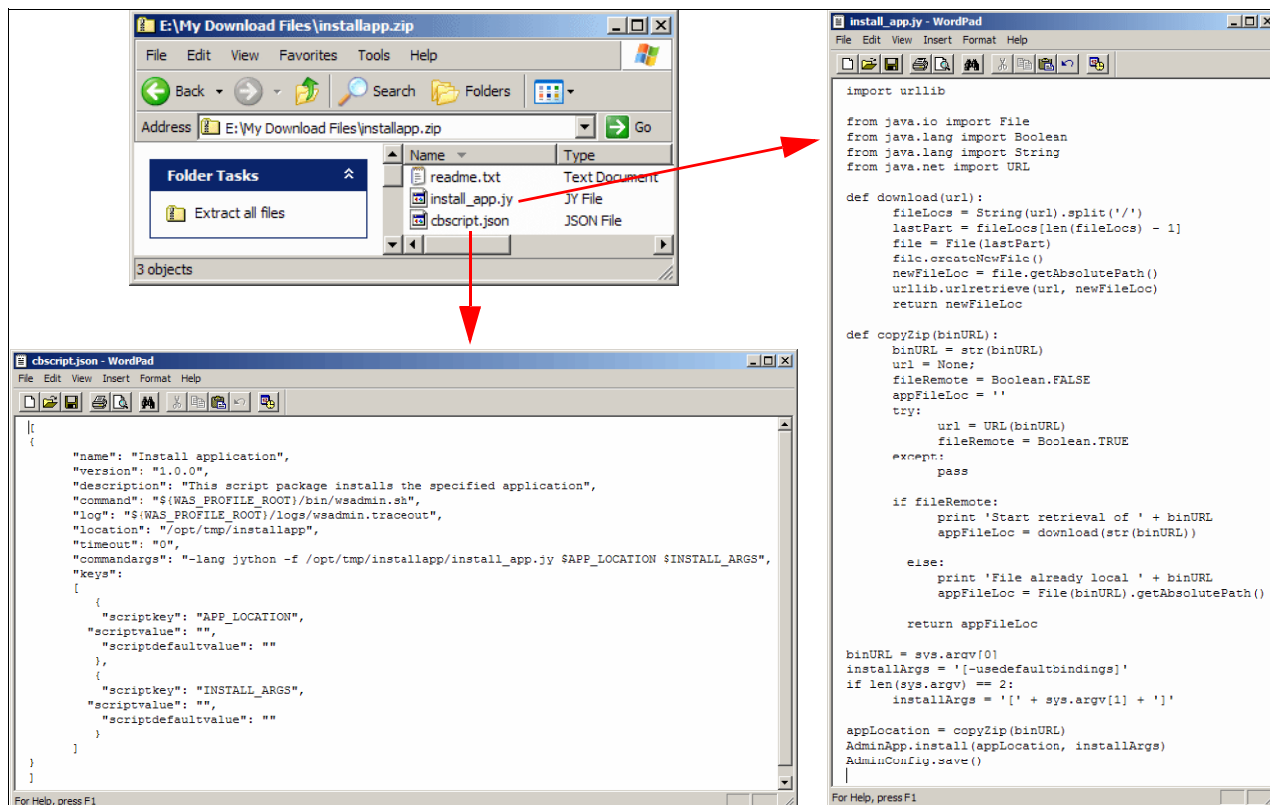 E:\My Download Files\installapp.zip
File Edit View Favorites Tools Help
Back Search Folders
Address E:\My Download Files\installapp.zip Go
Folder Tasks
Extract all files
Name Type
readme.txt Text Document
install_app.jy JY File
cbscript.json JSON File
3 objects
cbscript.json - WordPad
File Edit View Insert Format Help
[
{
"name": "Install application",
"version": "1.0.0",
"description": "This script package installs the specified application",
"command": "${WAS_PROFILE_ROOT}/bin/wsadmin.sh",
"log": "${WAS_PROFILE_ROOT}/logs/wsadmin.traceout",
"location": "/opt/tmp/installapp",
"timeout": "0",
"commandargs": "-lang jython -f /opt/tmp/installapp/install_app.jy $APP_LOCATION $INSTALL_ARGS",
"keys":
[
{
"scriptkey": "APP_LOCATION",
"scriptvalue": "",
"scriptdefaultvalue": ""
},
{
"scriptkey": "INSTALL_ARGS",
"scriptvalue": "",
"scriptdefaultvalue": ""
}
]
}
]
For Help, press F1
install_app.jy - WordPad
File Edit View Insert Format Help
import urllib
from java.io import File
from java.lang import Boolean
from java.lang import String
from java.net import URL
def download(url):
fileLocs = String(url).split('/')
lastPart = fileLocs[len(fileLocs) - 1]
file = File(lastPart)
file.createNewFile()
newFileLoc = file.getAbsolutePath()
urllib.urlretrieve(url, newFileLoc)
return newFileLoc
def copyZip(binURL):
binURL = str(binURL)
url = None;
fileRemote = Boolean.FALSE
appFileLoc = ''
try:
url = URL(binURL)
fileRemote = Boolean.TRUE
except:
pass
if fileRemote:
print 'Start retrieval of ' + binURL
appFileLoc = download(str(binURL))
else:
print 'File already local ' + binURL
appFileLoc = File(binURL).getAbsolutePath()
return appFileLoc
binURL = sys.argv[0]
installArgs = '[-usedefaultbindings]'
if len(sys.argv) == 2:
installArgs = '[' + sys.argv[1] + ']'
appLocation = copyZip(binURL)
AdminApp.install(appLocation, installArgs)
AdminConfig.save()
For Help, press F1